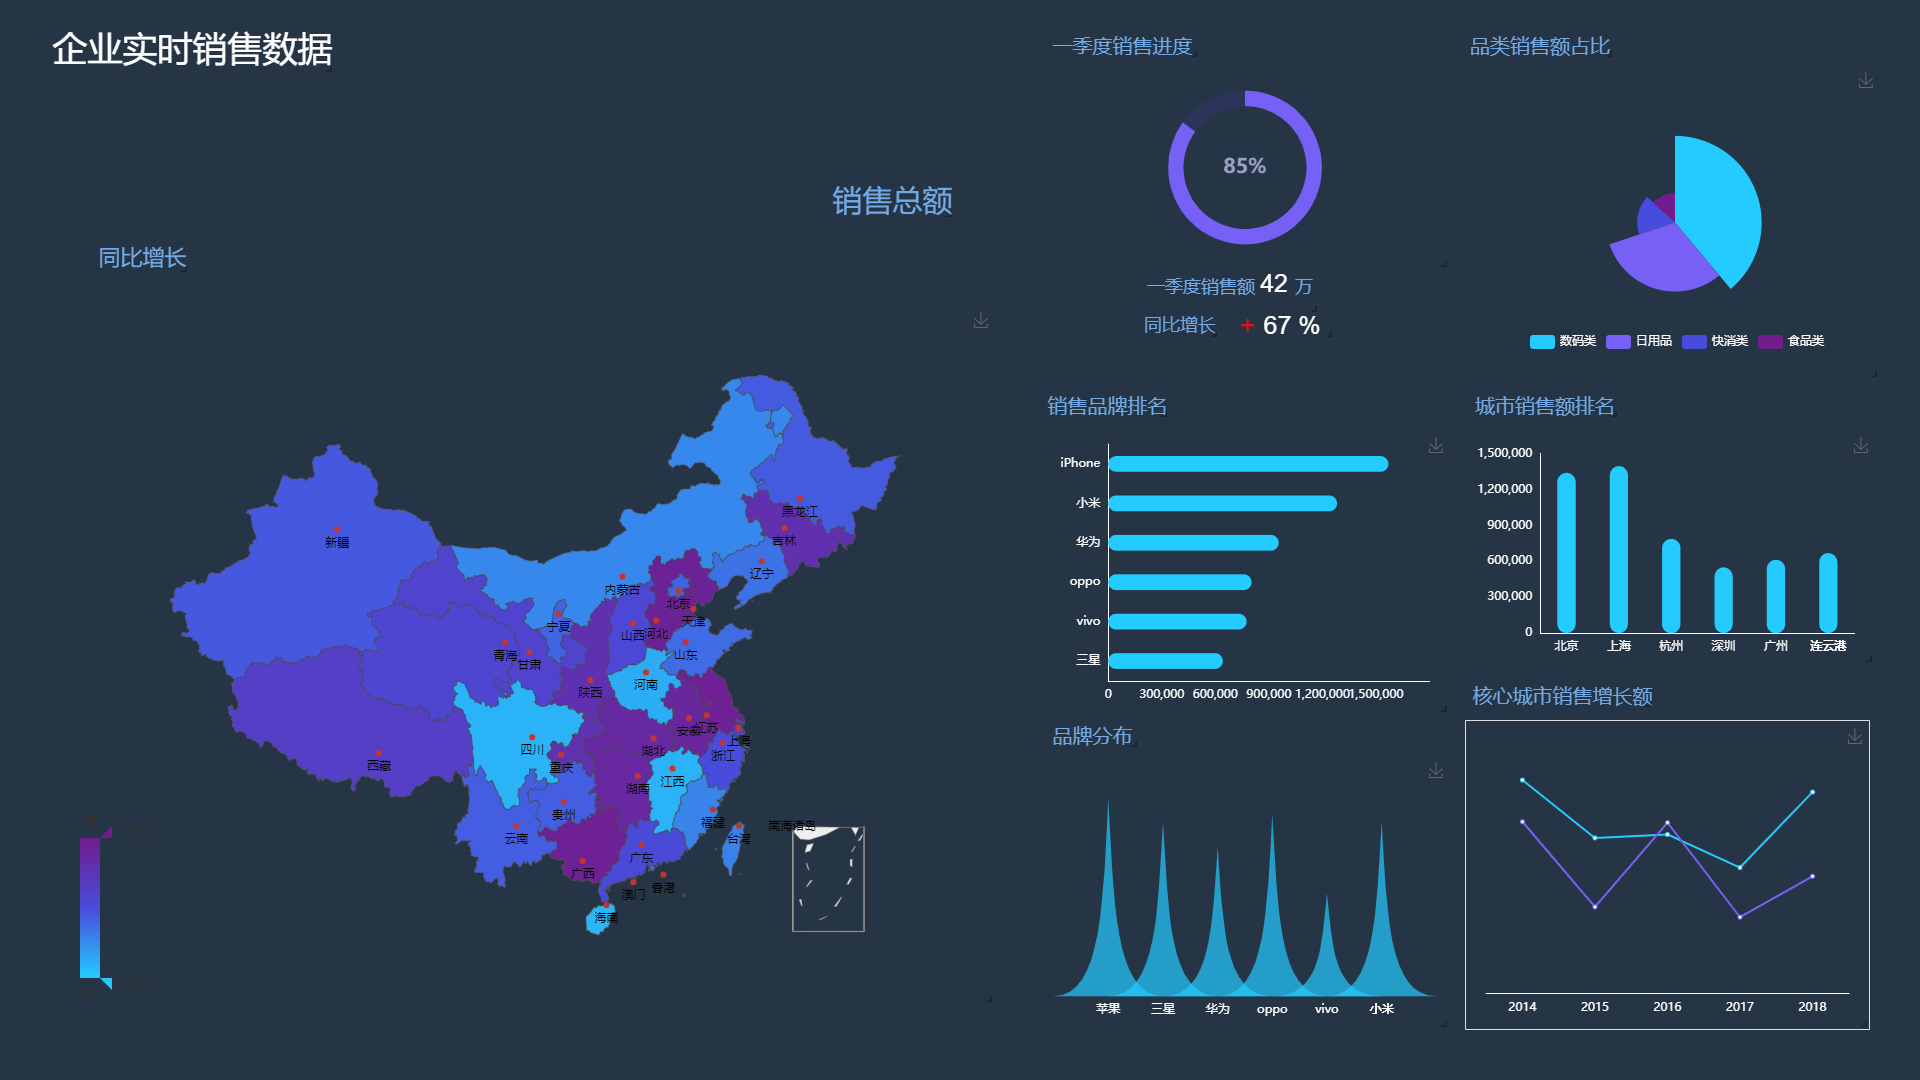 企业实时销售数据
销售总额
同比增长
新疆
黑龙江
吉林
辽宁
内蒙古
北京
天津
宁夏
山西
河北
青海
甘肃
山东
陕西
河南
安徽
江苏
上海
四川
湖北
浙江
西藏
重庆
江西
湖南
贵州
福建
云南
台湾
南海诸岛
广东
广西
澳门
香港
海南
一季度销售进度
85%
一季度销售额 42 万
同比增长 + 67 %
品类销售额占比
数码类 日用品 快消类 食品类
销售品牌排名
iPhone
小米
华为
oppo
vivo
三星
0 300,000 600,000 900,000 1,200,000 1,500,000
城市销售额排名
1,500,000
1,200,000
900,000
600,000
300,000
0
北京 上海 杭州 深圳 广州 连云港
品牌分布
苹果 三星 华为 oppo vivo 小米
核心城市销售增长额
2014 2015 2016 2017 2018